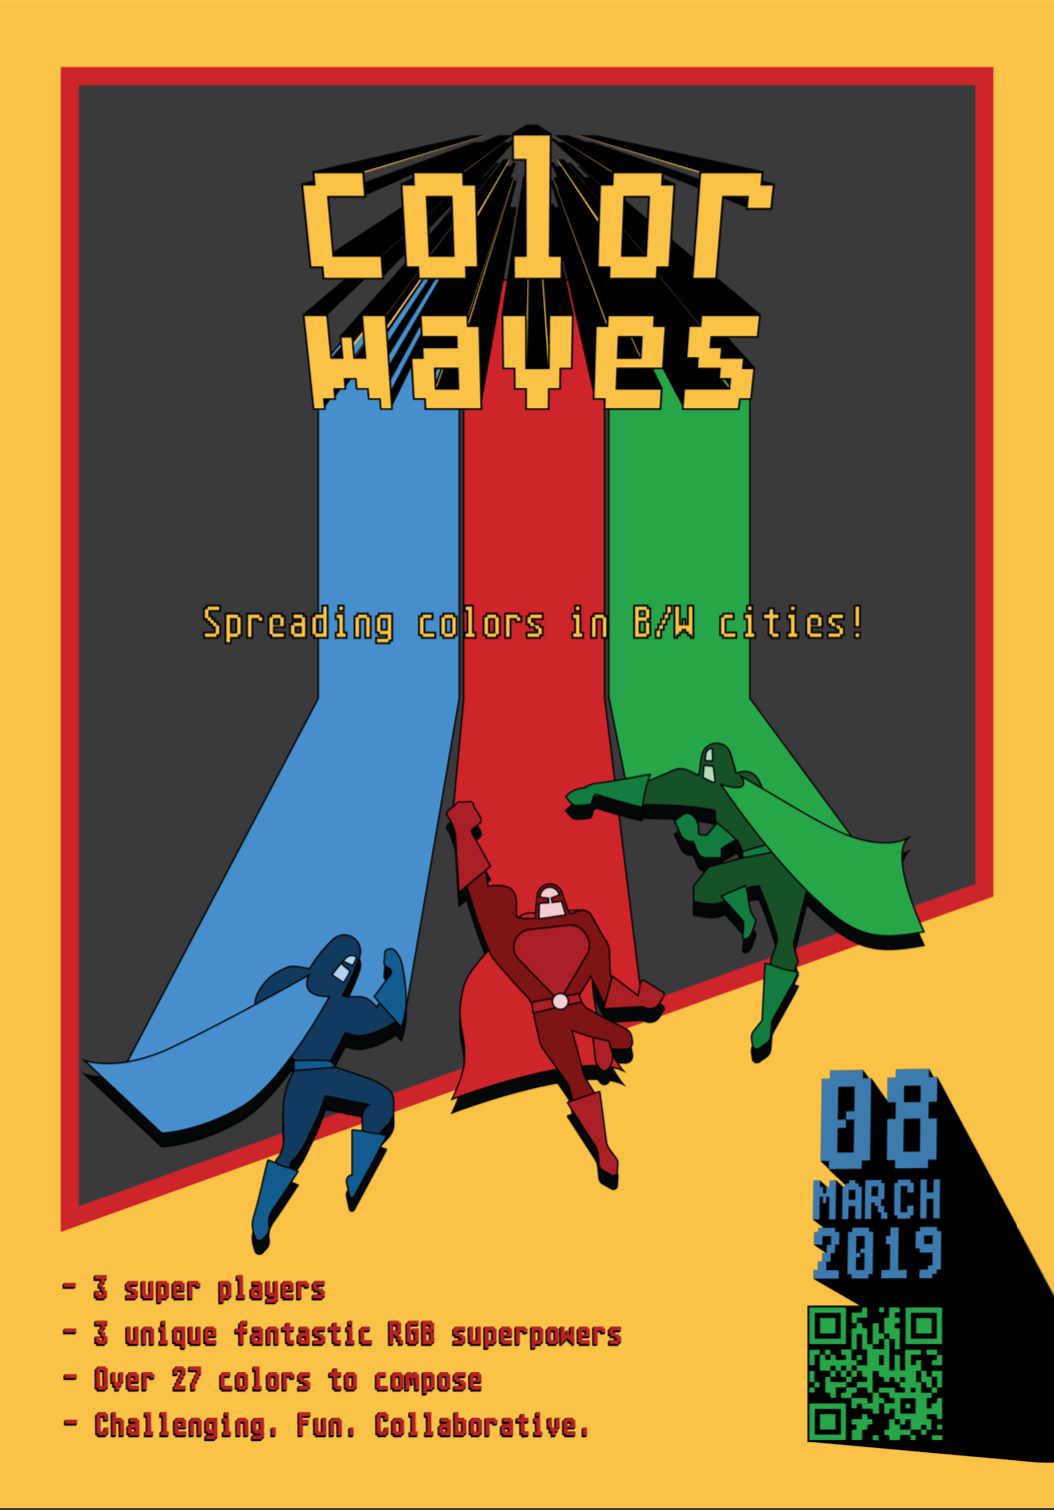 color
waves
Spreading colors in B/W cities!
08
MARCH
2019
- 3 super players
- 3 unique fantastic RGB superpowers
- Over 27 colors to compose
- Challenging. Fun. Collaborative.